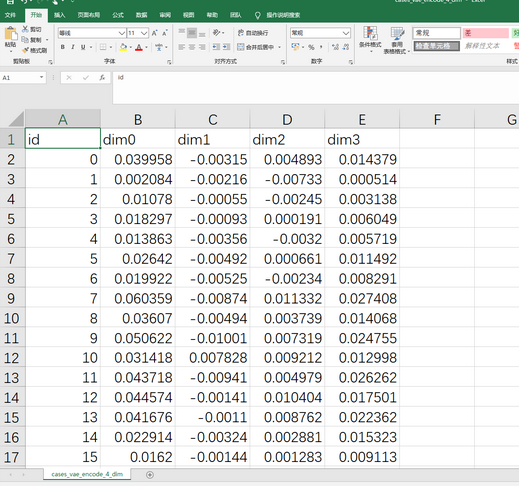 cases_vae_encode_4_dim - Excel
文件 开始 插入 页面布局 公式 数据 审阅 视图 帮助 团队 操作说明搜索
剪切
复制
格式刷
粘贴
等线 11
B I U
自动换行
合并后居中
常规
%
条件格式
套用
表格格式
常规 差
检查单元格 解释性文本
剪贴板 字体 对齐方式 数字
A1 id
A B C D E F G
1 id dim0 dim1 dim2 dim3
2 0 0.039958 -0.00315 0.004893 0.014379
3 1 0.002084 -0.00216 -0.00733 0.000514
4 2 0.01078 -0.00055 -0.00245 0.003138
5 3 0.018297 -0.00093 0.000191 0.006049
6 4 0.013863 -0.00356 -0.0032 0.005719
7 5 0.02642 -0.00492 0.000661 0.011492
8 6 0.019922 -0.00525 -0.00234 0.008291
9 7 0.060359 -0.00874 0.011332 0.027408
10 8 0.03607 -0.00494 0.003739 0.014068
11 9 0.050622 -0.01001 0.007319 0.024755
12 10 0.031418 0.007828 0.009212 0.012998
13 11 0.043718 -0.00941 0.004979 0.026262
14 12 0.044574 -0.00141 0.010404 0.017501
15 13 0.041676 -0.0011 0.008762 0.022362
16 14 0.022914 -0.00324 0.002881 0.015323
17 15 0.0162 -0.00144 0.001283 0.009113
cases_vae_encode_4_dim